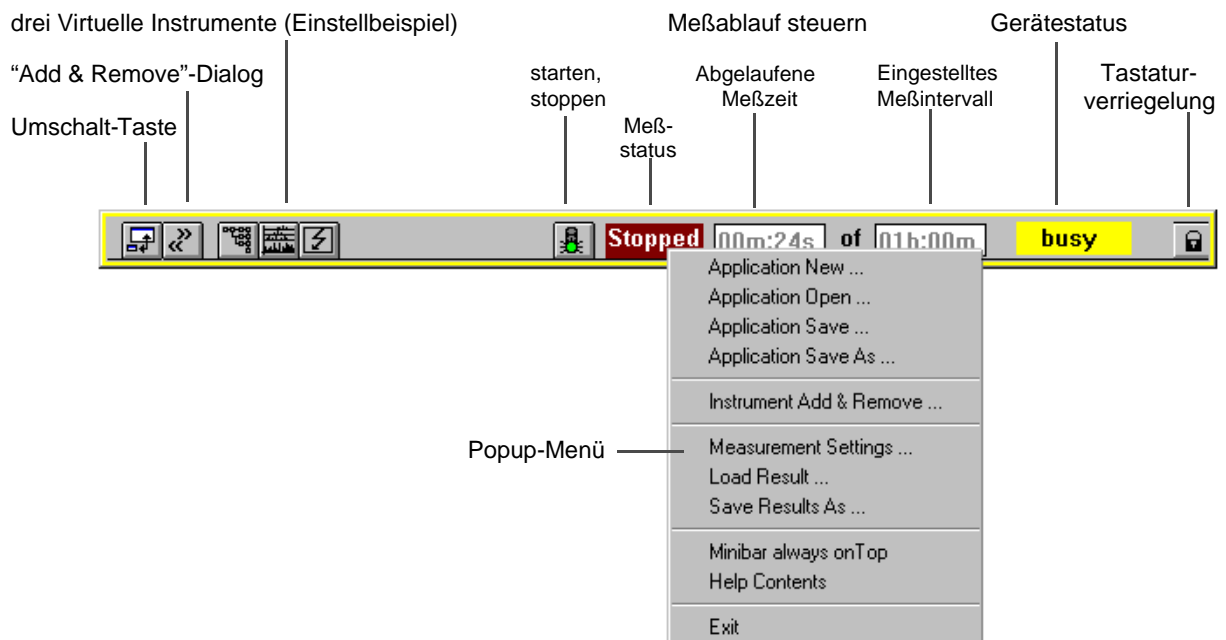 drei Virtuelle Instrumente (Einstellbeispiel)
Meßablauf steuern
Gerätestatus
“Add & Remove”-Dialog
starten,
stoppen
Abgelaufene
Meßzeit
Eingestelltes
Meßintervall
Tastatur-
verriegelung
Umschalt-Taste
Meß-
status
Stopped 00m:24s of 01h:00m busy
Application New ...
Application Open ...
Application Save ...
Application Save As ...
Instrument Add & Remove ...
Popup-Menü
Measurement Settings ...
Load Result ...
Save Results As ...
Minibar always onTop
Help Contents
Exit